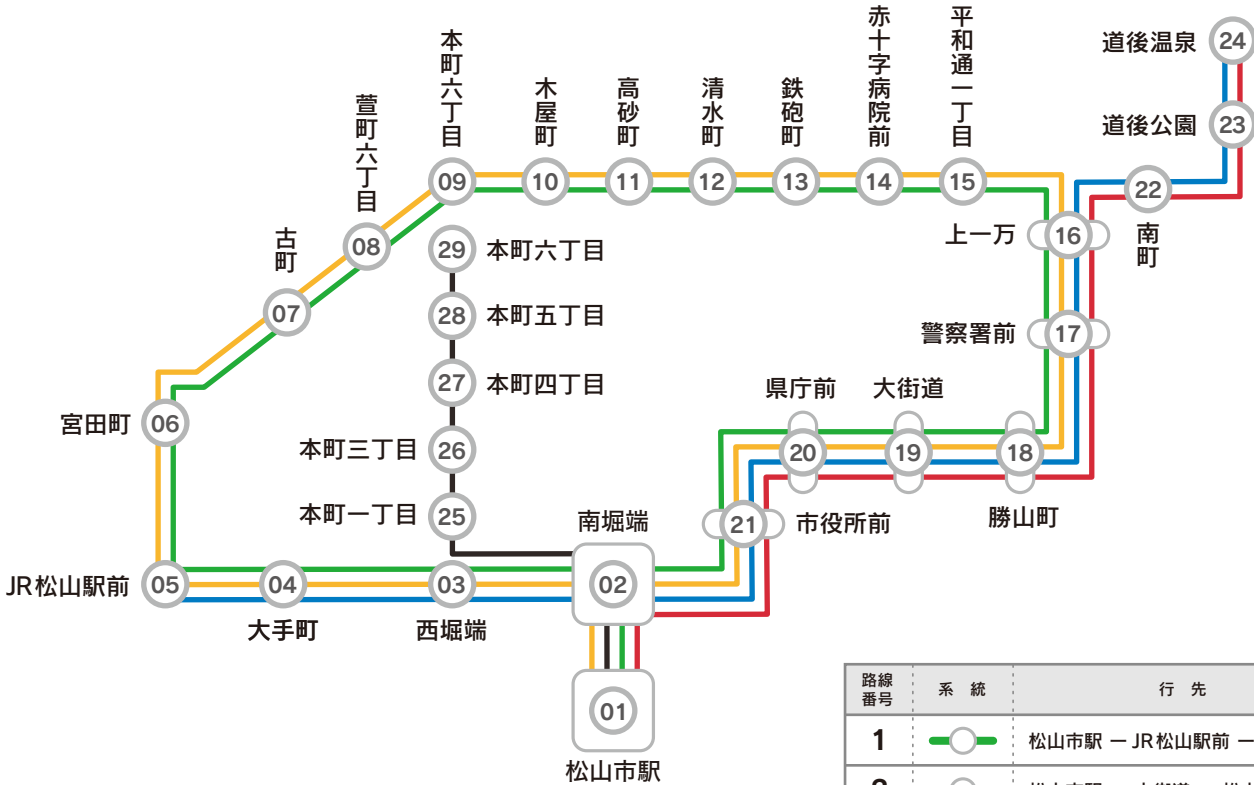 道後温泉
24
道後公園
23
南町
22
平和通一丁目
15
赤十字病院前
14
鉄砲町
13
清水町
12
高砂町
11
木屋町
10
本町六丁目
09
萱町六丁目
08
古町
07
宮田町
06
29
本町六丁目
28
本町五丁目
27
本町四丁目
本町三丁目
26
本町一丁目
25
上一万
16
警察署前
17
県庁前
20
大街道
19
18
勝山町
21
市役所前
JR松山駅前
05
04
大手町
03
西堀端
南堀端
02
01
松山市駅
路線番号 系統 行先
1 松山市駅 ー JR松山駅前 ー